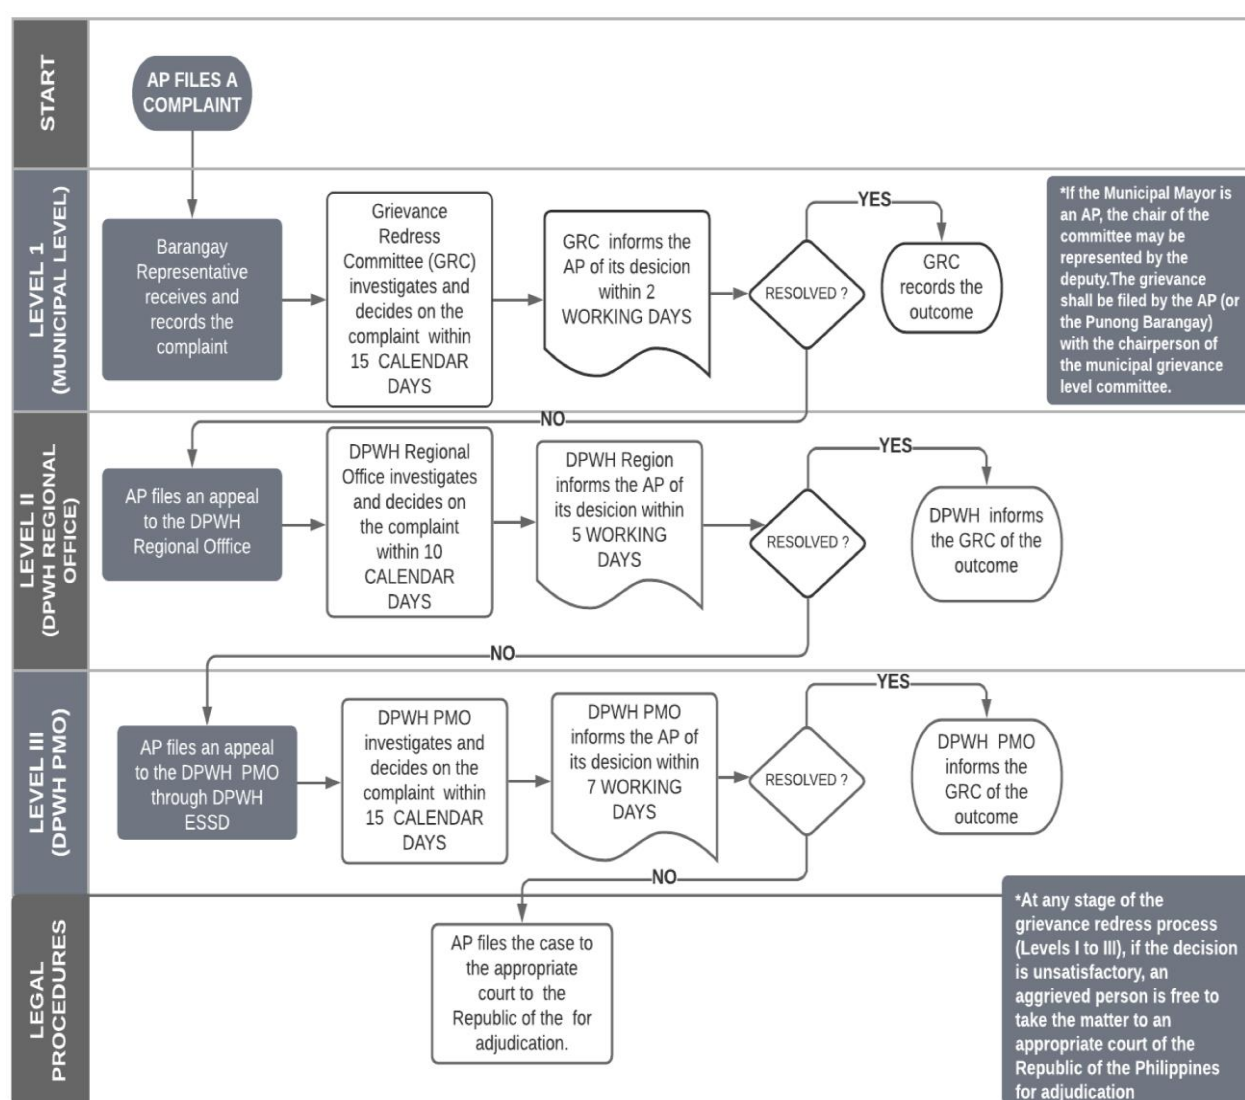 START
AP FILES A
COMPLAINT
LEVEL 1
(MUNICIPAL LEVEL)
Barangay
Representative
receives and
records the
complaint
Grievance
Redress
Committee (GRC)
investigates and
decides on the
complaint within
15 CALENDAR
DAYS
GRC informs the
AP of its desicion
within 2
WORKING DAYS
RESOLVED ?
YES
GRC
records the
outcome
*If the Municipal Mayor is
an AP, the chair of the
committee may be
represented by the
deputy.The grievance
shall be filed by the AP (or
the Punong Barangay)
with the chairperson of
the municipal grievance
level committee.
NO
LEVEL II
(DPWH REGIONAL
OFFICE)
AP files an appeal
to the DPWH
Regional Offfice
DPWH Regional
Office investigates
and decides on
the complaint
within 10
CALENDAR
DAYS
DPWH Region
informs the AP of
its desicion within
5 WORKING
DAYS
RESOLVED ?
YES
DPWH informs
the GRC of the
outcome
NO
LEVEL III
(DPWH PMO)
AP files an appeal
to the DPWH PMO
through DPWH
ESSD
DPWH PMO
investigates and
decides on the
complaint within
15 CALENDAR
DAYS
DPWH PMO
informs the AP of
its desicion within
7 WORKING
DAYS
RESOLVED ?
YES
DPWH PMO
informs the
GRC of the
outcome
NO
LEGAL
PROCEDURES
AP files the case to
the appropriate
court to the
Republic of the for
adjudication.
*At any stage of the
grievance redress process
(Levels I to III), if the decision
is unsatisfactory, an
aggrieved person is free to
take the matter to an
appropriate court of the
Republic of the Philippines
for adjudication